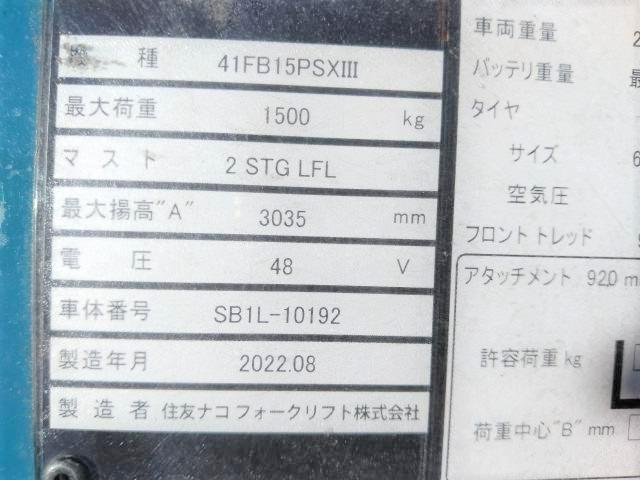 機 種 41FB15PSXIII
最大荷重 1500 kg
マスト 2 STG LFL
最大揚高"A" 3035 mm
電 圧 48 V
車体番号 SB1L-10192
製造年月 2022.08
製造者 住友ナコ フォークリフト株式会社
車両重量
バッテリ重量
タイヤ
サイズ
空気圧
フロントトレッド
アタッチメント 920 m
許容荷重 kg
荷重中心"B" mm